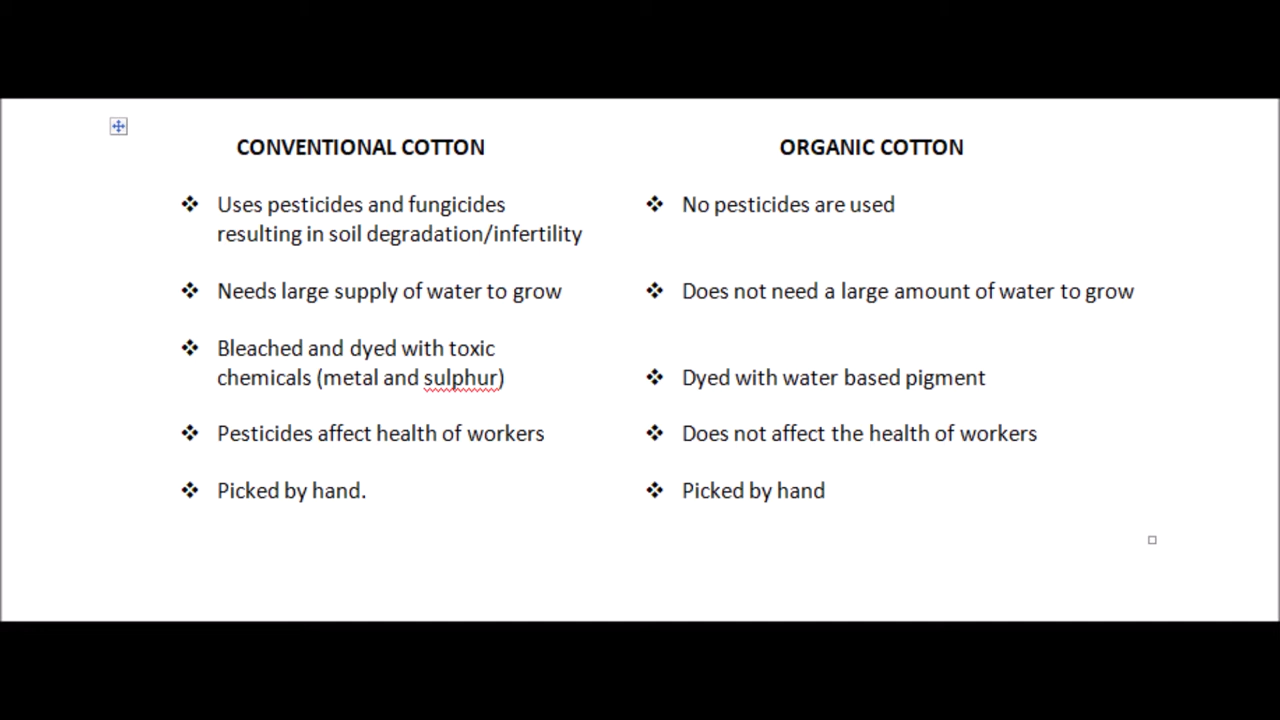 CONVENTIONAL COTTON
Uses pesticides and fungicides
resulting in soil degradation/infertility
Needs large supply of water to grow
Bleached and dyed with toxic
chemicals (metal and sulphur)
Pesticides affect health of workers
Picked by hand.
ORGANIC COTTON
No pesticides are used
Does not need a large amount of water to grow
Dyed with water based pigment
Does not affect the health of workers
Picked by hand